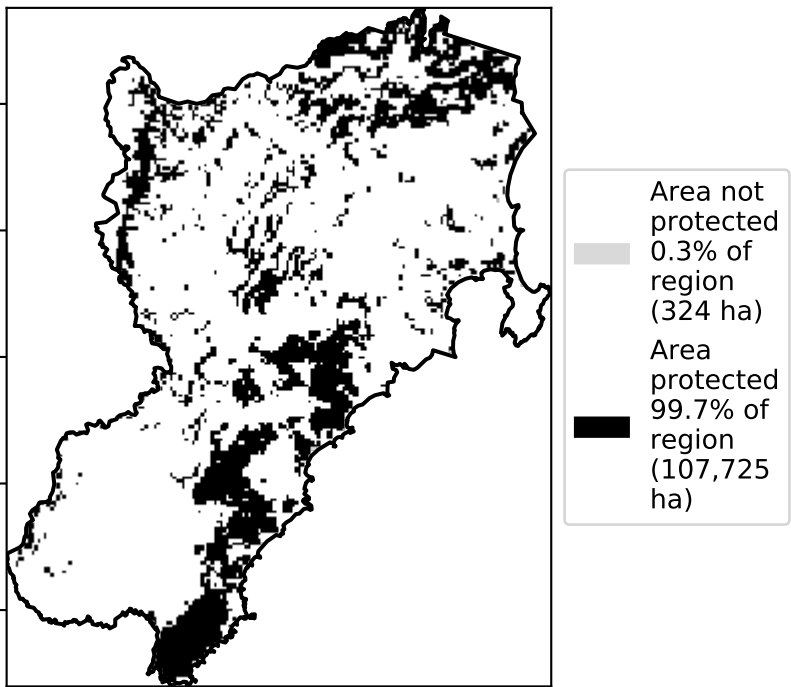 Area not
protected
0.3% of
region
(324 ha)
Area
protected
99.7% of
region
(107,725
ha)